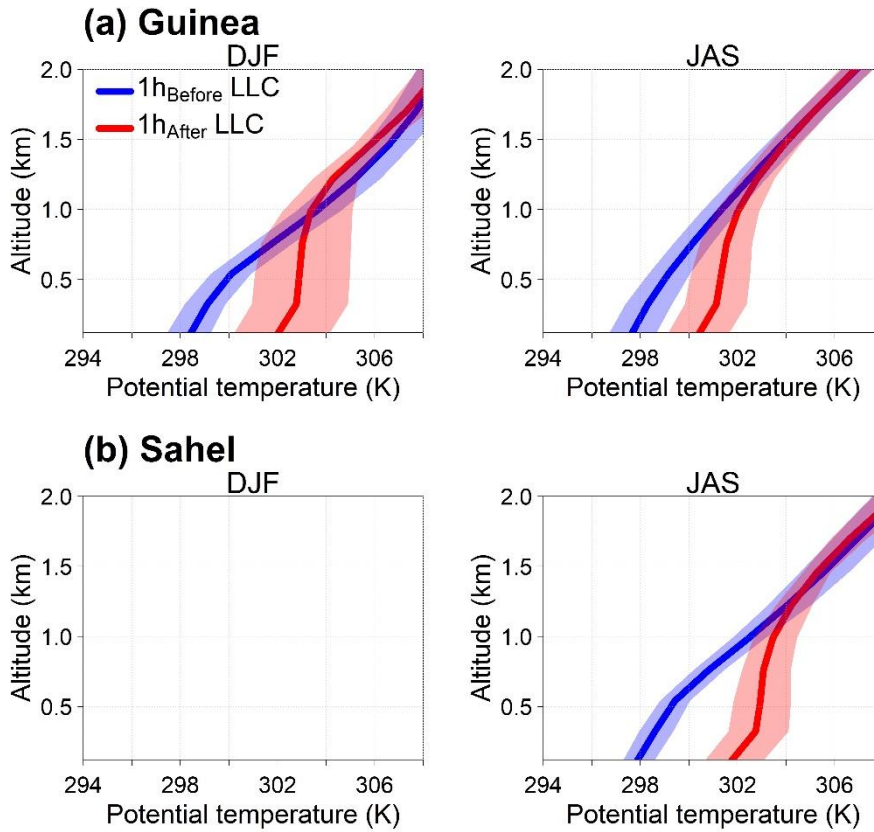 (a) Guinea
DJF
2.0
1.5
1.0
0.5
Altitude (km)
1h_Before LLC
1h_After LLC
294 298 302 306
Potential temperature (K)
JAS
2.0
1.5
1.0
0.5
Altitude (km)
294 298 302 306
Potential temperature (K)
(b) Sahel
DJF
2.0
1.5
1.0
0.5
Altitude (km)
294 298 302 306
Potential temperature (K)
JAS
2.0
1.5
1.0
0.5
Altitude (km)
294 298 302 306
Potential temperature (K)